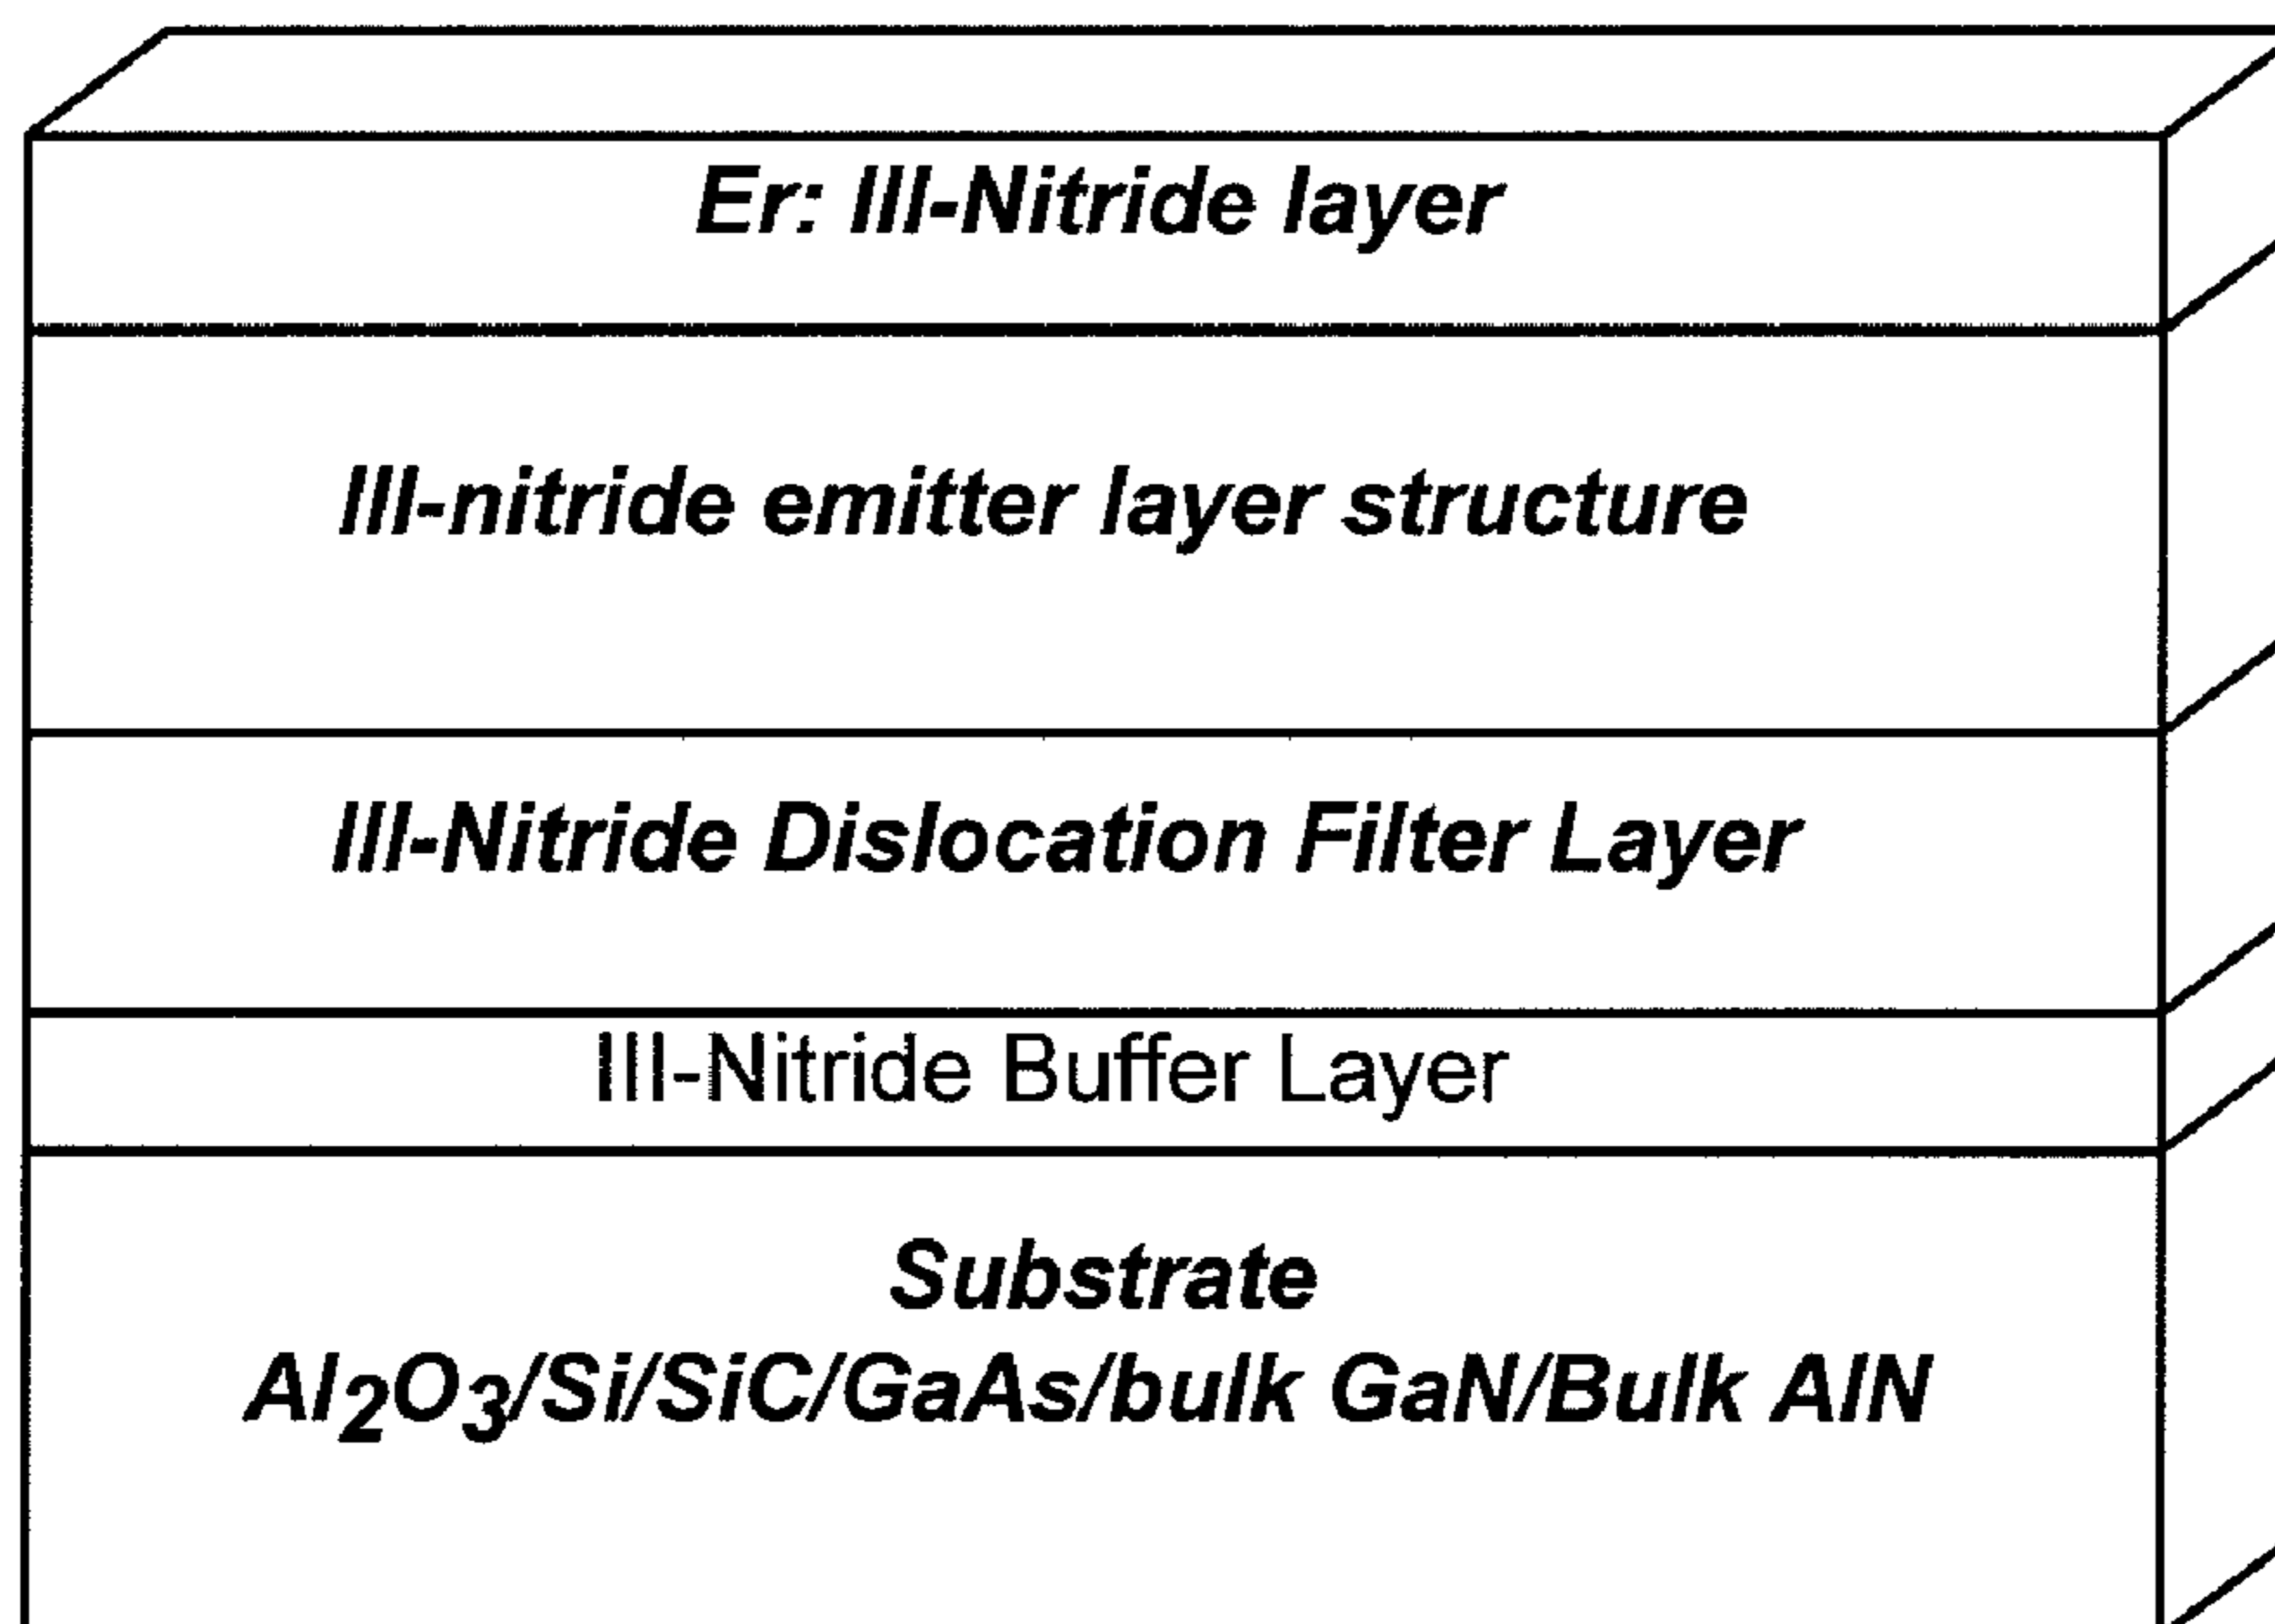 Er: III-Nitride layer
III-nitride emitter layer structure
III-Nitride Dislocation Filter Layer
III-Nitride Buffer Layer
Substrate
Al2O3/Si/SiC/GaAs/bulk GaN/Bulk AlN